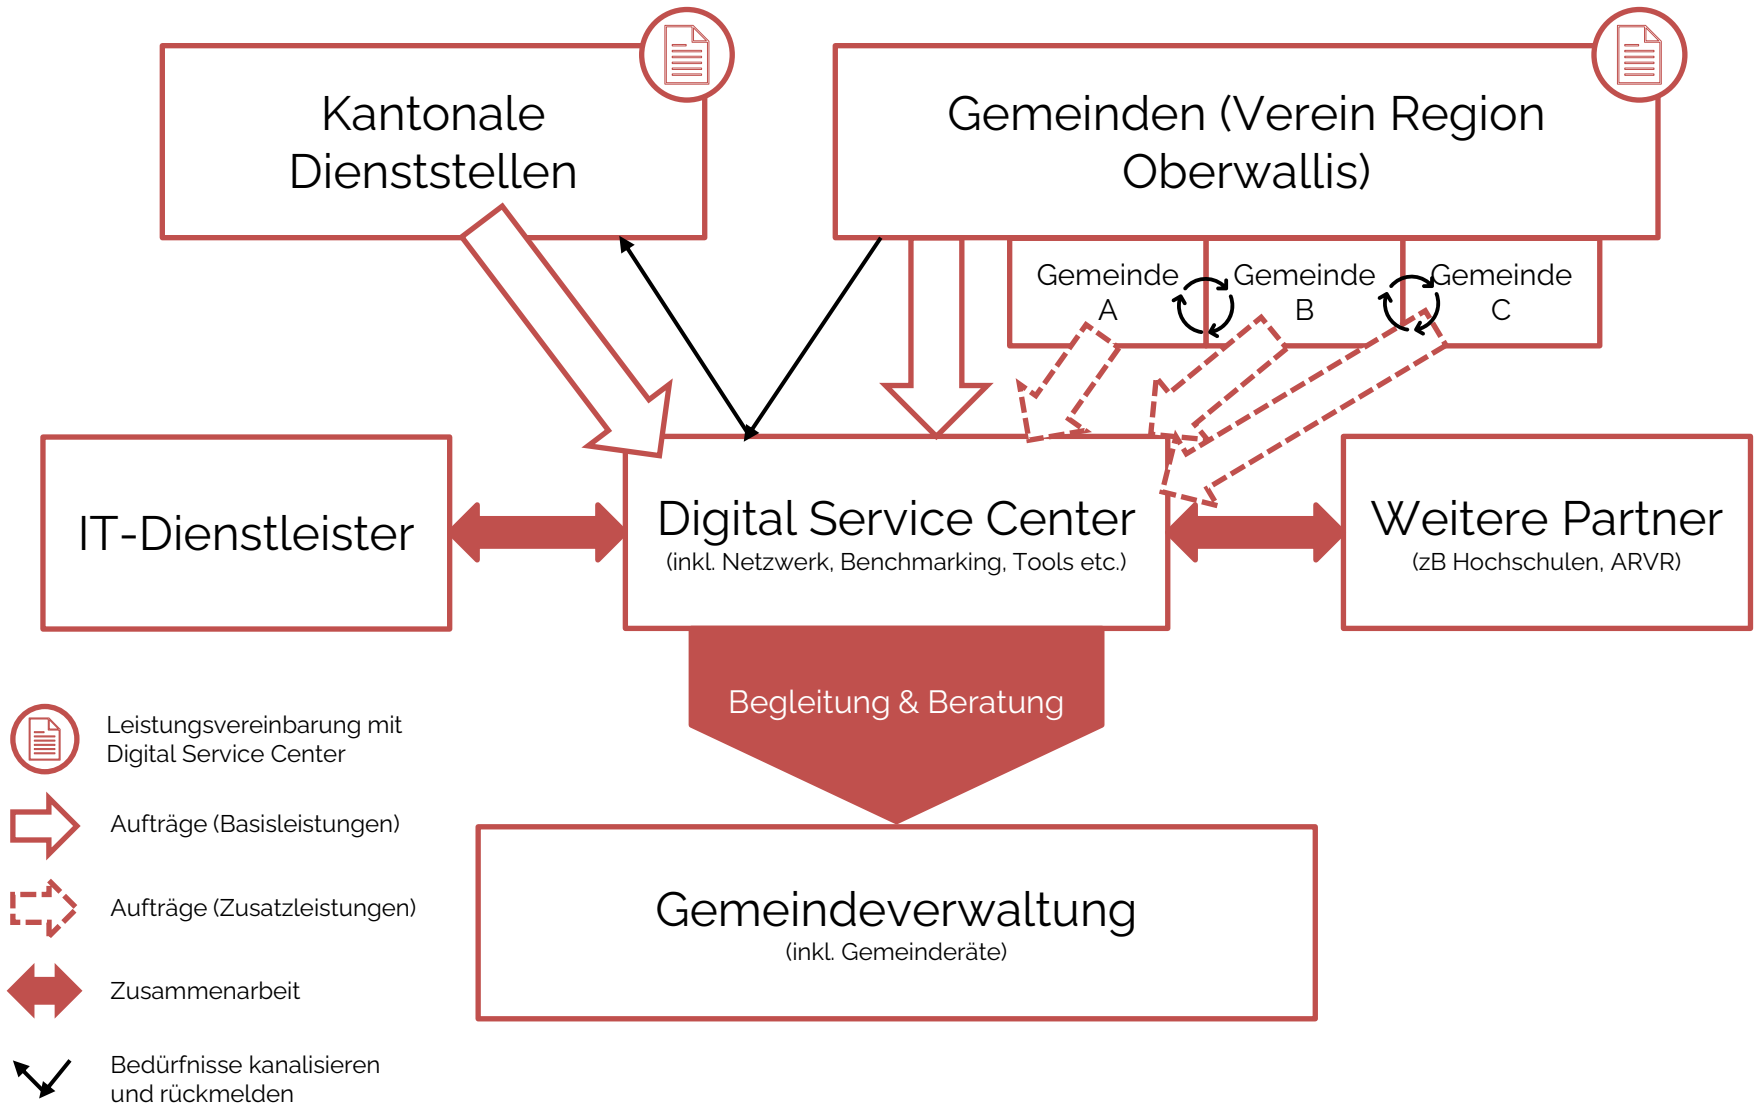 Kantonale
Dienststellen
Gemeinden (Verein Region
Oberwallis)
Gemeinde
A
Gemeinde
B
Gemeinde
C
IT-Dienstleister
Digital Service Center
(inkl. Netzwerk, Benchmarking, Tools etc.)
Weitere Partner
(zB Hochschulen, ARVR)
Begleitung & Beratung
Gemeindeverwaltung
(inkl. Gemeinderäte)
Leistungsvereinbarung mit
Digital Service Center
Aufträge (Basisleistungen)
Aufträge (Zusatzleistungen)
Zusammenarbeit
Bedürfnisse kanalisieren
und rückmelden